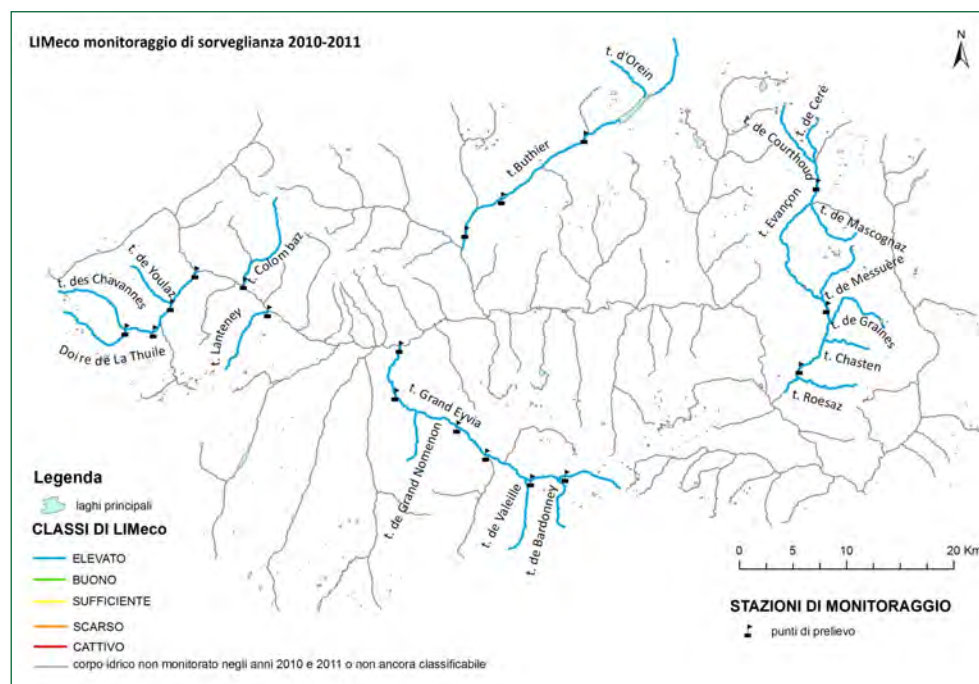 LIMeco monitoraggio di sorveglianza 2010-2011
N
t. d'Orein
t. de Ceré
t. de Courthoud
t.Buthier
t. Evançon
t. de Mascognaz
t. Colombaz
t. de Youlaz
t. des Chavannes
t. de Messuère
t. de Graines
t. Lanteney
Doire de La Thuile
t. Chasten
t. Grand Eyvia
t. Roesaz
t. de Grand Nomenon
t. de Valeille
t. de Bardonney
Legenda
laghi principali
CLASSI DI LIMeco
ELEVATO
BUONO
SUFFICIENTE
SCARSO
CATTIVO
corpo idrico non monitorato negli anni 2010 e 2011 o non ancora classificabile
0 5 10 20 Km
STAZIONI DI MONITORAGGIO
punti di prelievo